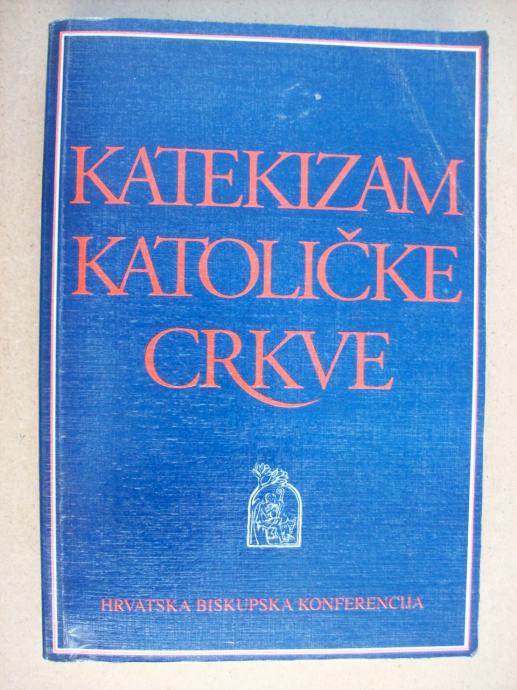 KATEKIZAM
KATOLIČKE
CRKVE
HRVATSKA BISKUPSKA KONFERENCIJA